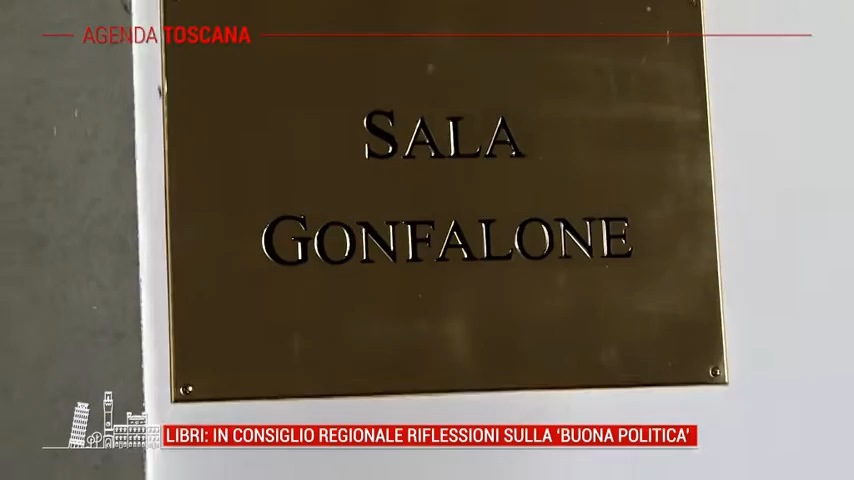 AGENDA TOSCANA
SALA
GONFALONE
LIBRI: IN CONSIGLIO REGIONALE RIFLESSIONI SULLA ‘BUONA POLITICA’